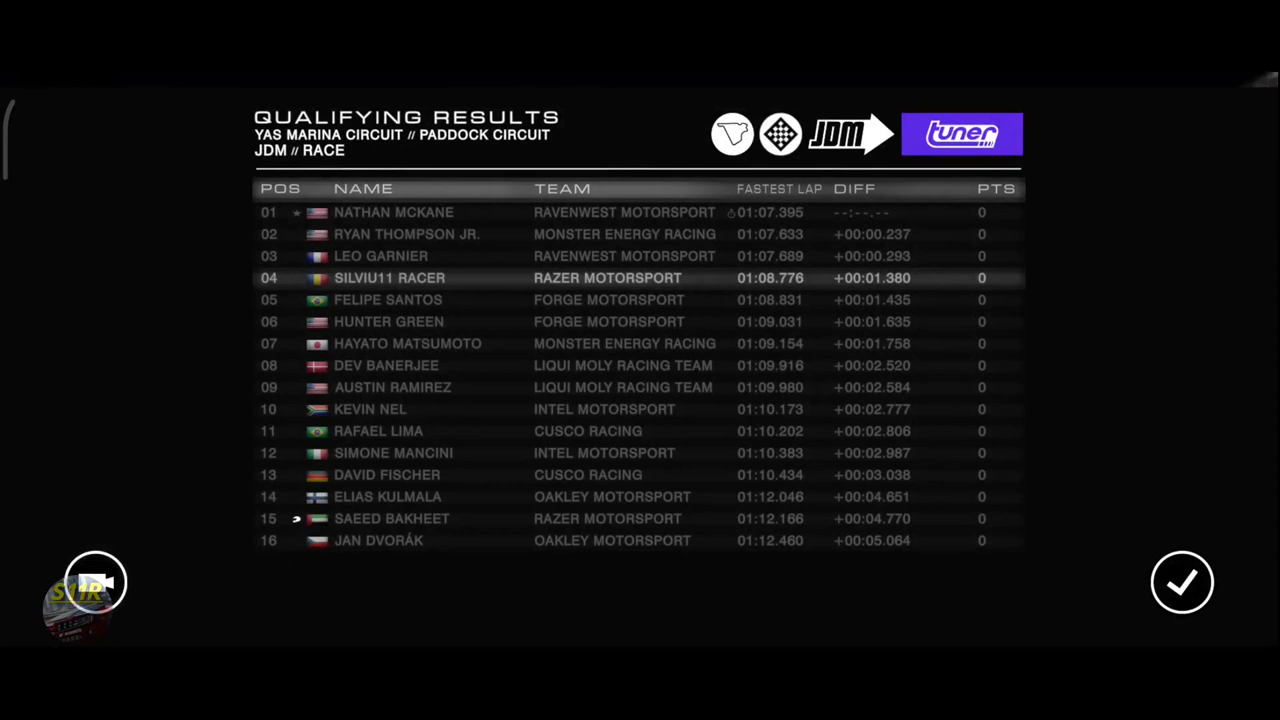 QUALIFYING RESULTS
YAS MARINA CIRCUIT // PADDOCK CIRCUIT
JDM // RACE
JDM
tuner
POS NAME TEAM FASTEST LAP DIFF PTS
01 NATHAN MCKANE RAVENWEST MOTORSPORT 01:07.395 --:--.-- 0
02 RYAN THOMPSON JR. MONSTER ENERGY RACING 01:07.633 +00:00.237 0
03 LEO GARNIER RAVENWEST MOTORSPORT 01:07.689 +00:00.293 0
04 SILVIU11 RACER RAZER MOTORSPORT 01:08.776 +00:01.380 0
05 FELIPE SANTOS FORGE MOTORSPORT 01:08.831 +00:01.435 0
06 HUNTER GREEN FORGE MOTORSPORT 01:09.031 +00:01.635 0
07 HAYATO MATSUMOTO MONSTER ENERGY RACING 01:09.154 +00:01.758 0
08 DEV BANERJEE LIQUI MOLY RACING TEAM 01:09.916 +00:02.520 0
09 AUSTIN RAMIREZ LIQUI MOLY RACING TEAM 01:09.980 +00:02.584 0
10 KEVIN NEL INTEL MOTORSPORT 01:10.173 +00:02.777 0
11 RAFAEL LIMA CUSCO RACING 01:10.202 +00:02.806 0
12 SIMONE MANCINI INTEL MOTORSPORT 01:10.383 +00:02.987 0
13 DAVID FISCHER CUSCO RACING 01:10.434 +00:03.038 0
14 ELIAS KULMALA OAKLEY MOTORSPORT 01:12.046 +00:04.651 0
15 SAEED BAKHEET RAZER MOTORSPORT 01:12.166 +00:04.770 0
16 JAN DVORÁK OAKLEY MOTORSPORT 01:12.460 +00:05.064 0
S11R